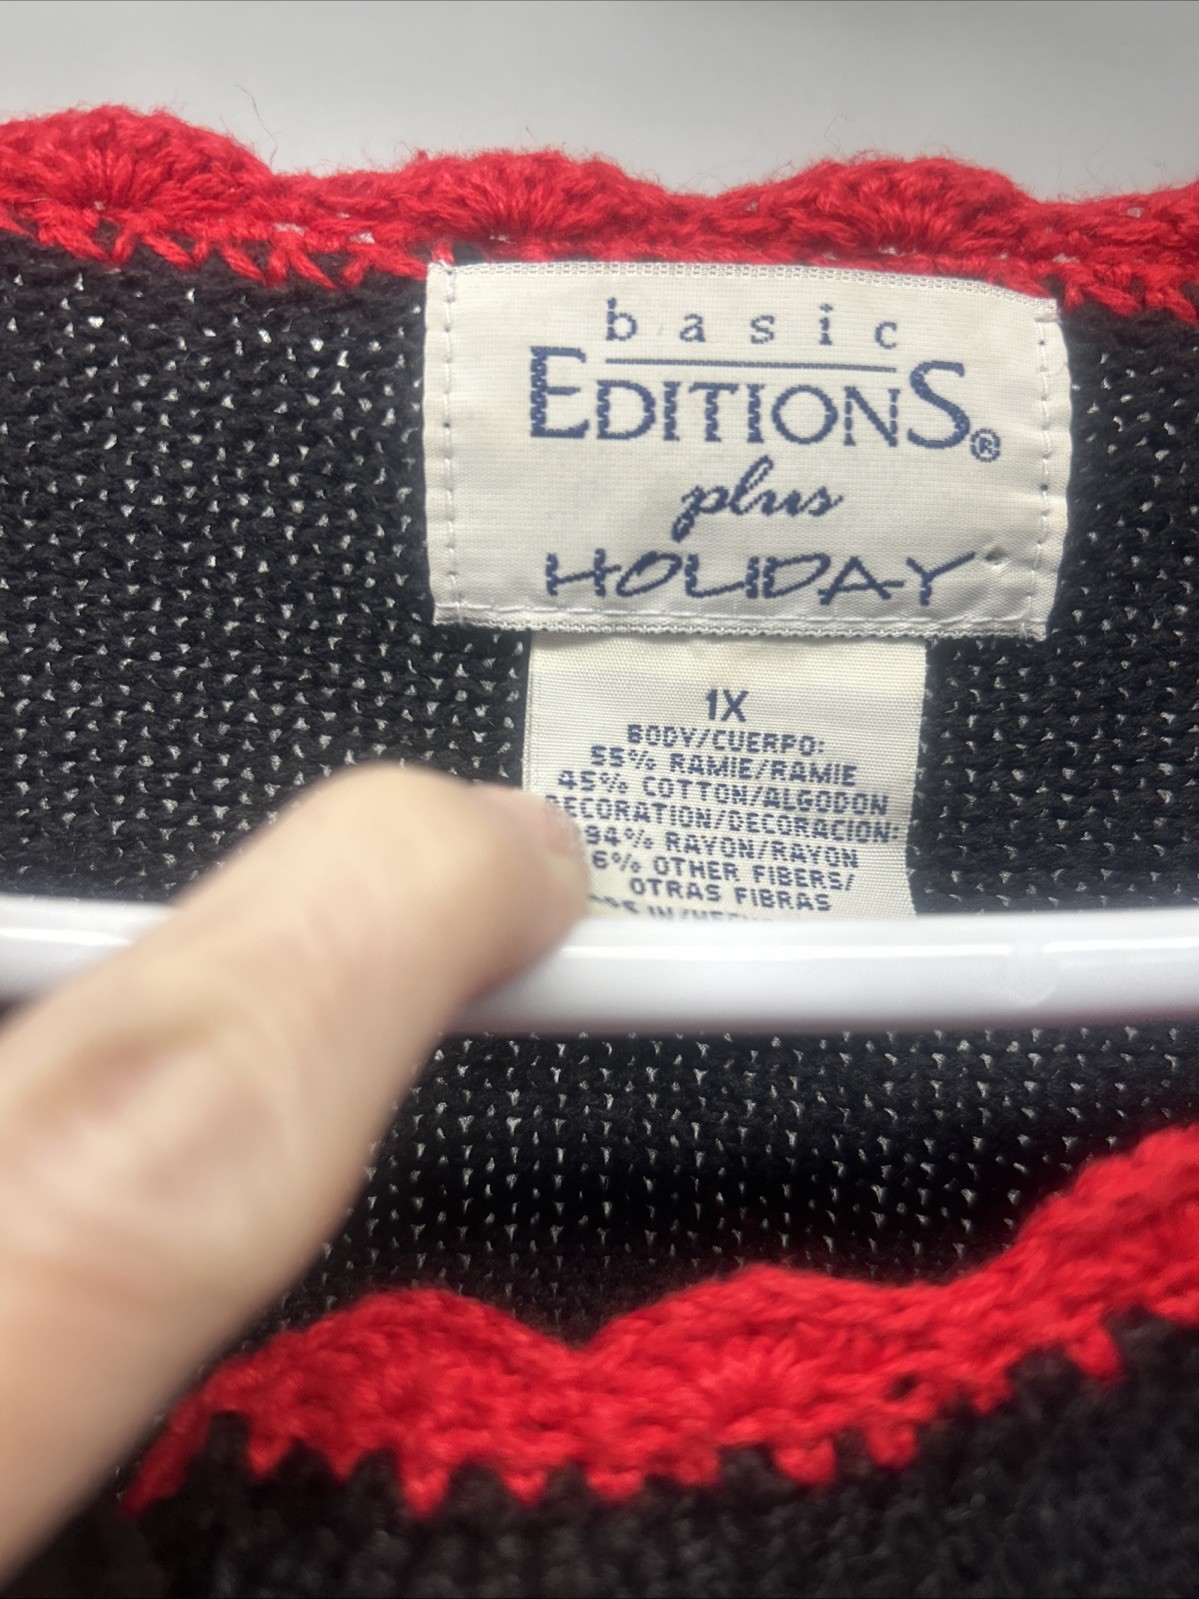 basic
EDITIONS®
plus
HOLIDAY
1X
BODY/CUERPO:
55% RAMIE/RAMIE
45% COTTON/ALGODON
DECORATION/DECORACION:
94% RAYON/RAYON
6% OTHER FIBERS/
OTRAS FIBRAS